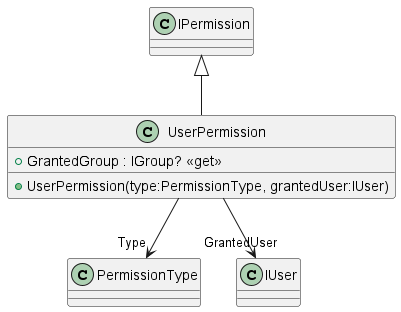 C IPermission
C UserPermission
GrantedGroup : IGroup? «get»
UserPermission(type:PermissionType, grantedUser:IUser)
Type
GrantedUser
C PermissionType
C IUser